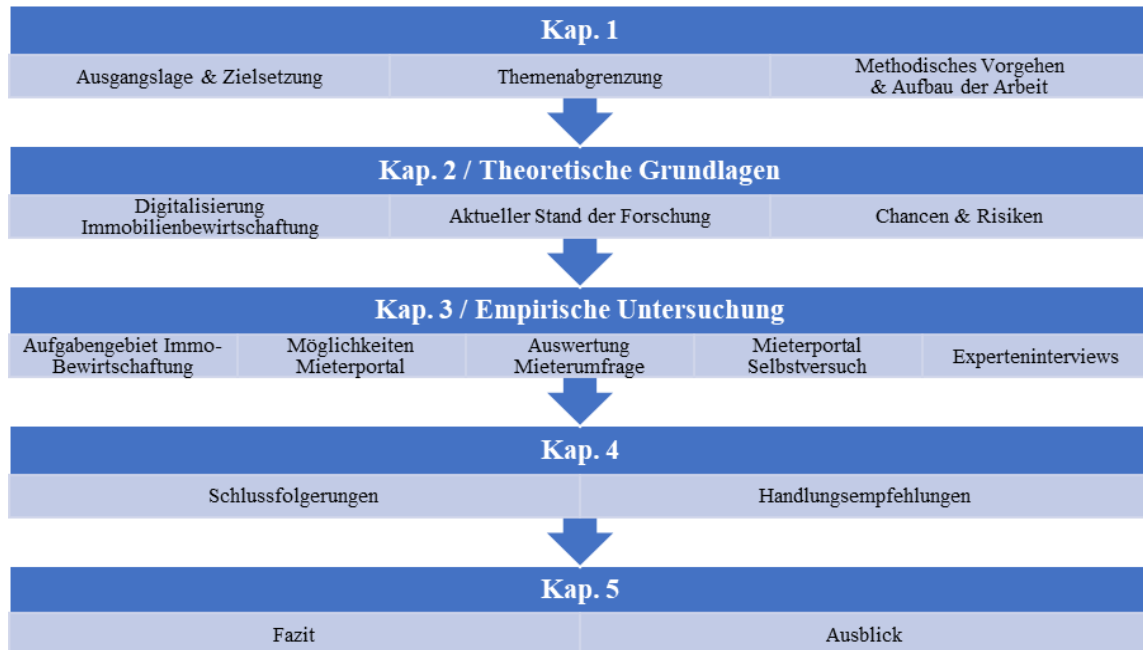 Kap. 1
Ausgangslage & Zielsetzung
Themenabgrenzung
Methodisches Vorgehen
& Aufbau der Arbeit
Kap. 2 / Theoretische Grundlagen
Digitalisierung
Immobilienbewirtschaftung
Aktueller Stand der Forschung
Chancen & Risiken
Kap. 3 / Empirische Untersuchung
Aufgabengebiet Immo-
Bewirtschaftung
Möglichkeiten
Mieterportal
Auswertung
Mieterumfrage
Mieterportal
Selbstversuch
Experteninterviews
Kap. 4
Schlussfolgerungen
Handlungsempfehlungen
Kap. 5
Fazit
Ausblick